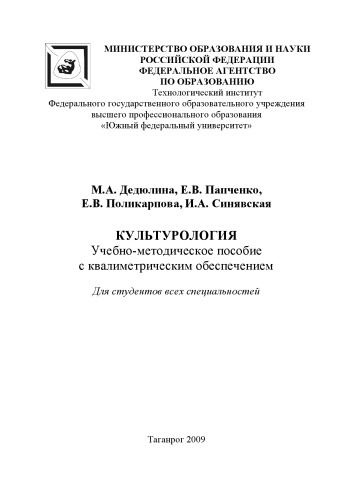 МИНИСТЕРСТВО ОБРАЗОВАНИЯ И НАУКИ
РОССИЙСКОЙ ФЕДЕРАЦИИ
ФЕДЕРАЛЬНОЕ АГЕНТСТВО
ПО ОБРАЗОВАНИЮ
Технологический институт
Федерального государственного образовательного учреждения
высшего профессионального образования
«Южный федеральный университет»
М.А. Дедюлина, Е.В. Папченко,
Е.В. Поликарпова, И.А. Синявская
КУЛЬТУРОЛОГИЯ
Учебно-методическое пособие
с квалиметрическим обеспечением
Для студентов всех специальностей
Таганрог 2009